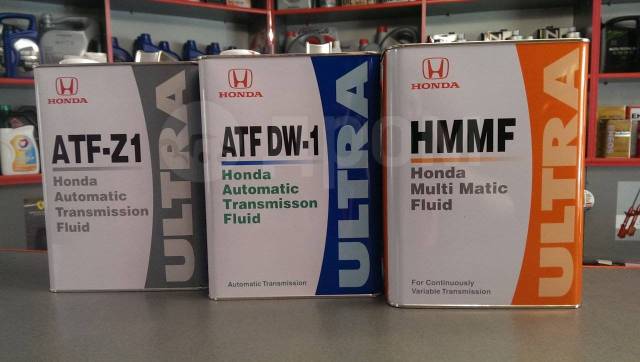 HONDA
ATF-Z1
Honda
Automatic
Transmission
Fluid
ULTRA
HONDA
ATF DW-1
Honda
Automatic
Transmisson
Fluid
Automatic Transmission
ULTRA
HONDA
HMMF
Honda
Multi Matic
Fluid
For Continuously
Variable Transmission
ULTRA